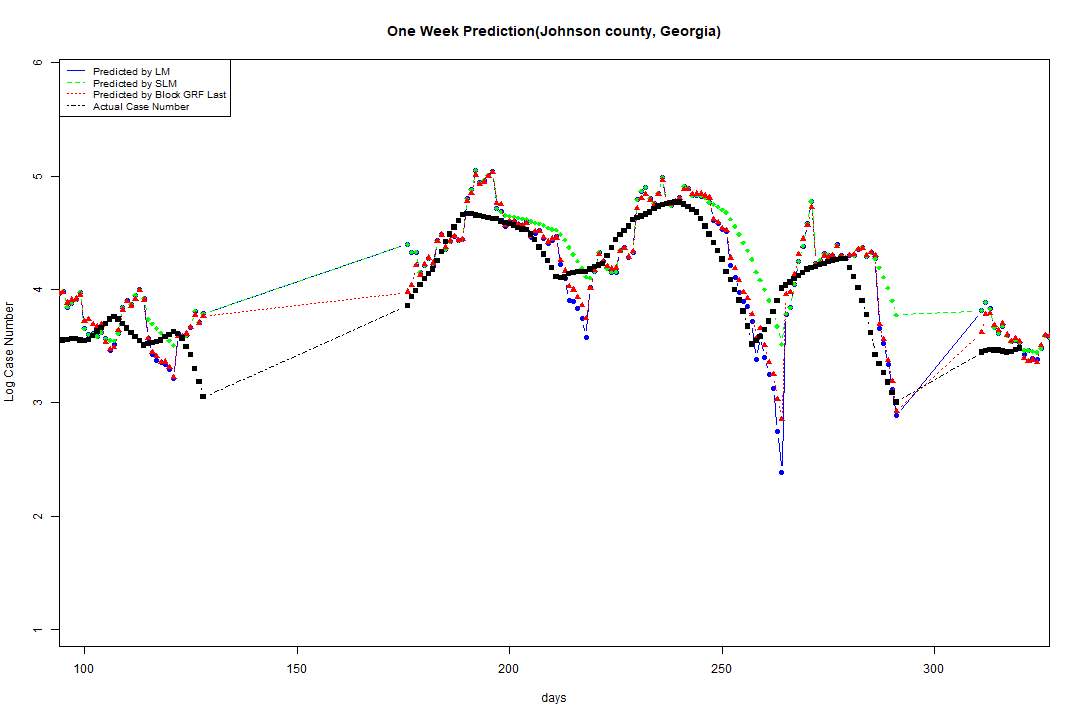 One Week Prediction(Johnson county, Georgia)
Predicted by LM
Predicted by SLM
Predicted by Block GRF Last
Actual Case Number
6
5
4
3
2
1
Log Case Number
100 150 200 250 300
days